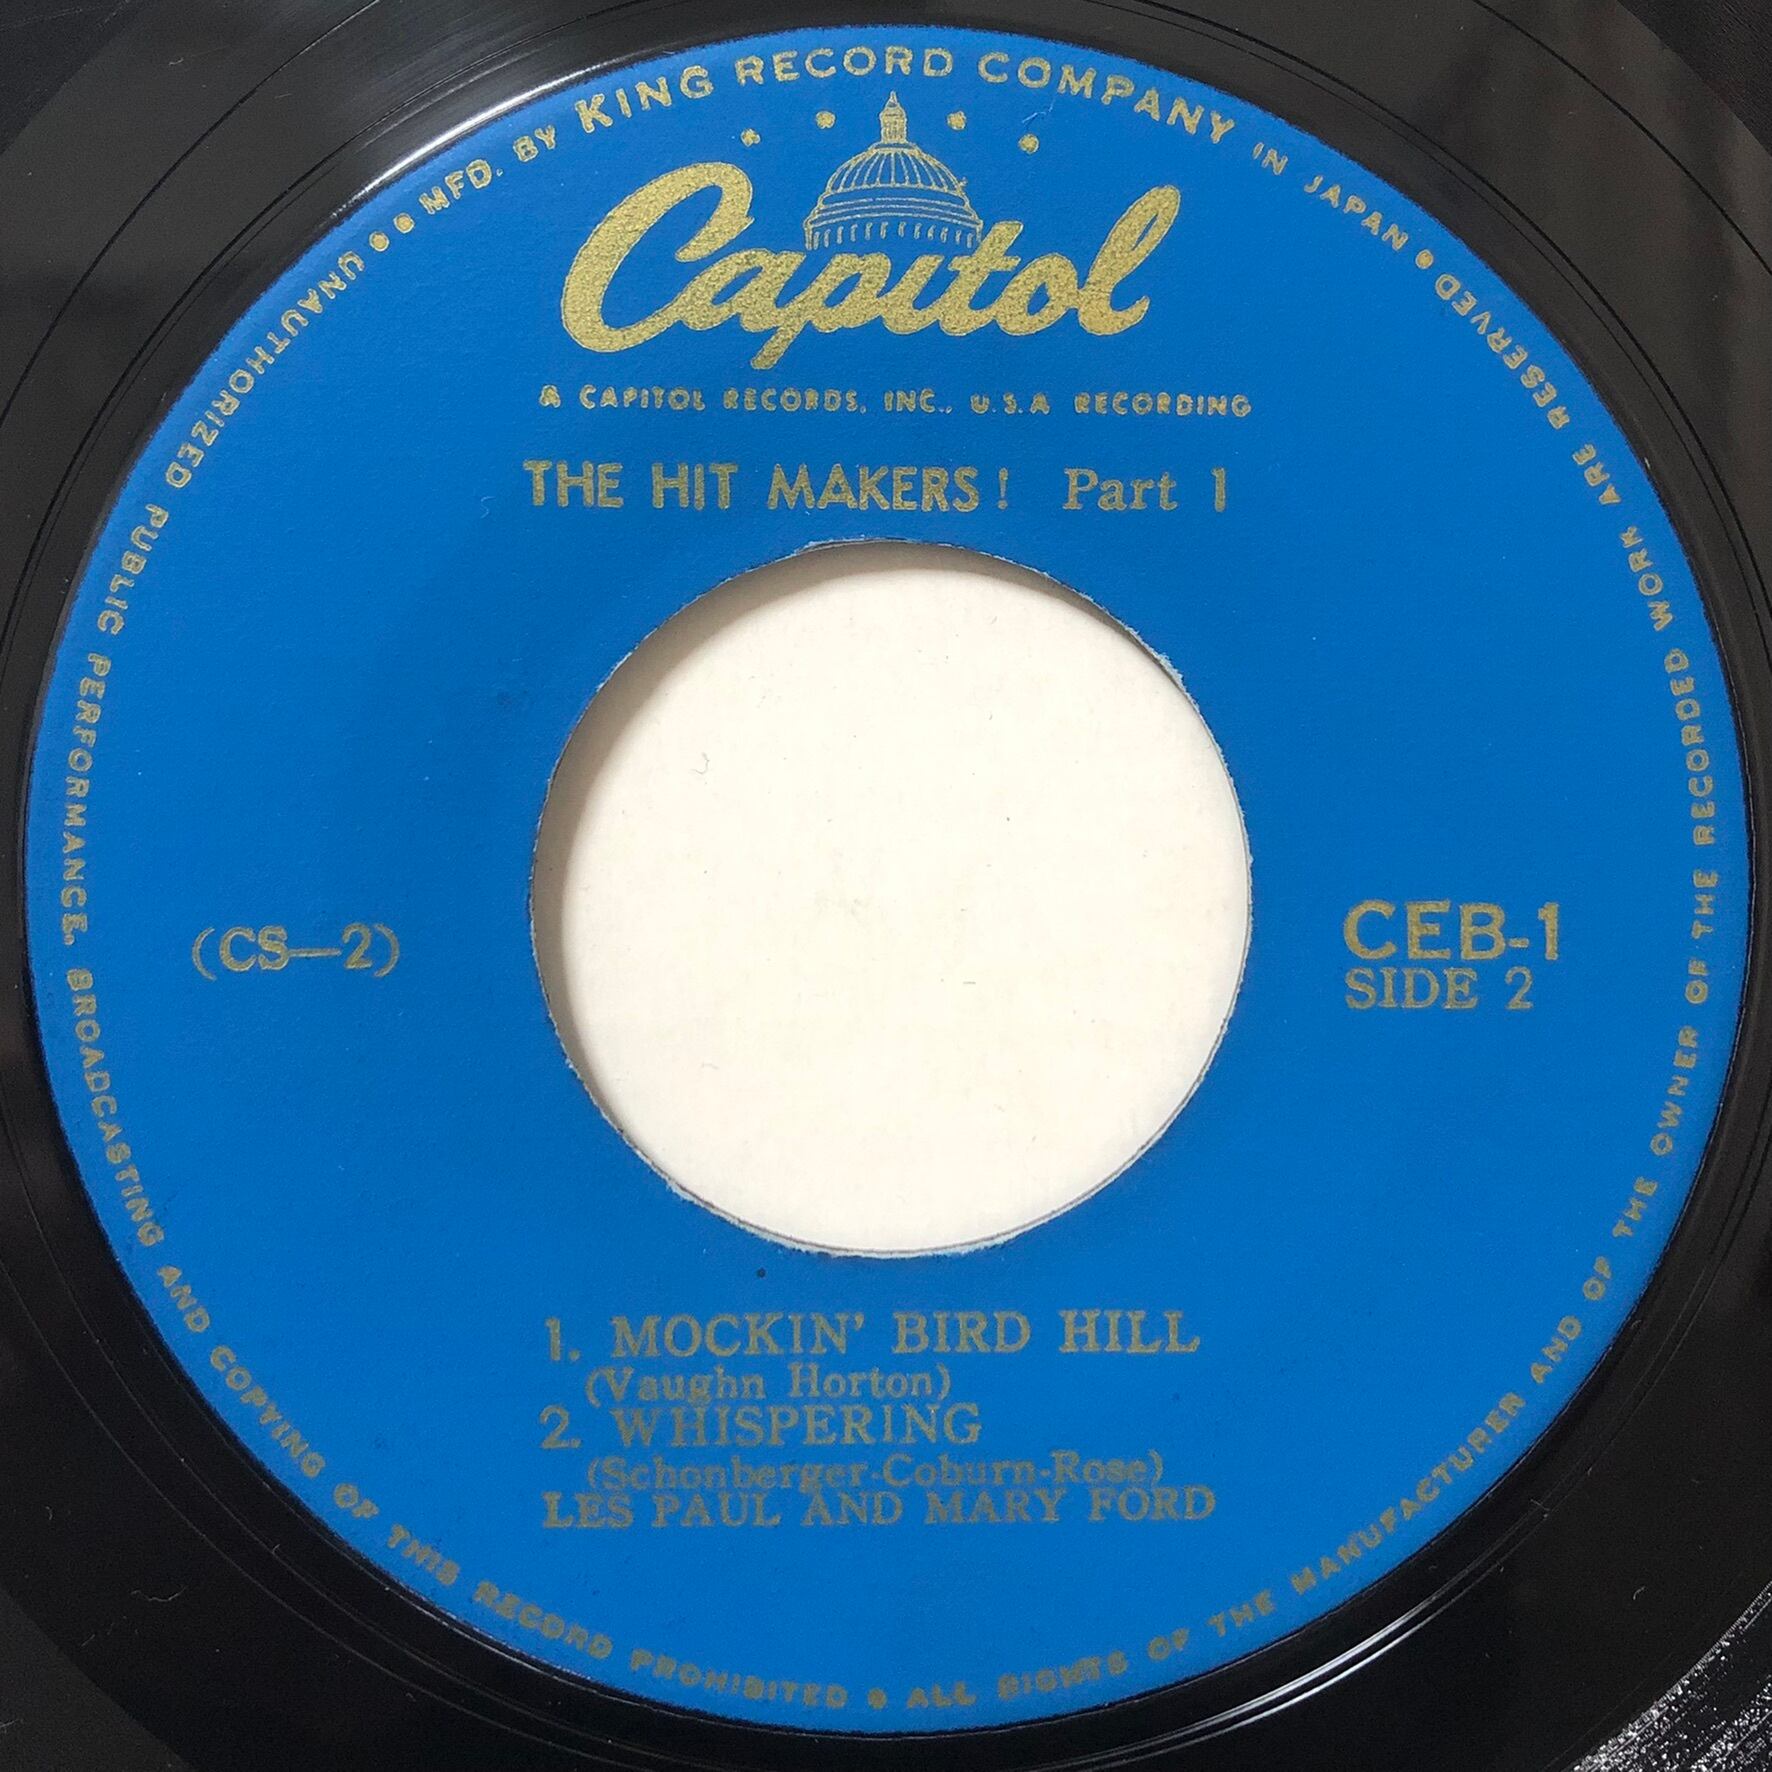 MFD. BY KING RECORD COMPANY IN JAPAN
Capitol
A CAPITOL RECORDS, INC., U.S.A RECORDING
THE HIT MAKERS! Part 1
(CS—2)
CEB-1
SIDE 2
1. MOCKIN' BIRD HILL
(Vaughn Horton)
2. WHISPERING
(Schonberger-Coburn-Rose)
LES PAUL AND MARY FORD
UNAUTHORIZED PUBLIC PERFORMANCE, BROADCASTING AND COPYING OF THIS RECORD PROHIBITED • ALL RIGHTS OF THE MANUFACTURER AND OF THE OWNER OF THE RECORDED WORK ARE RESERVED •